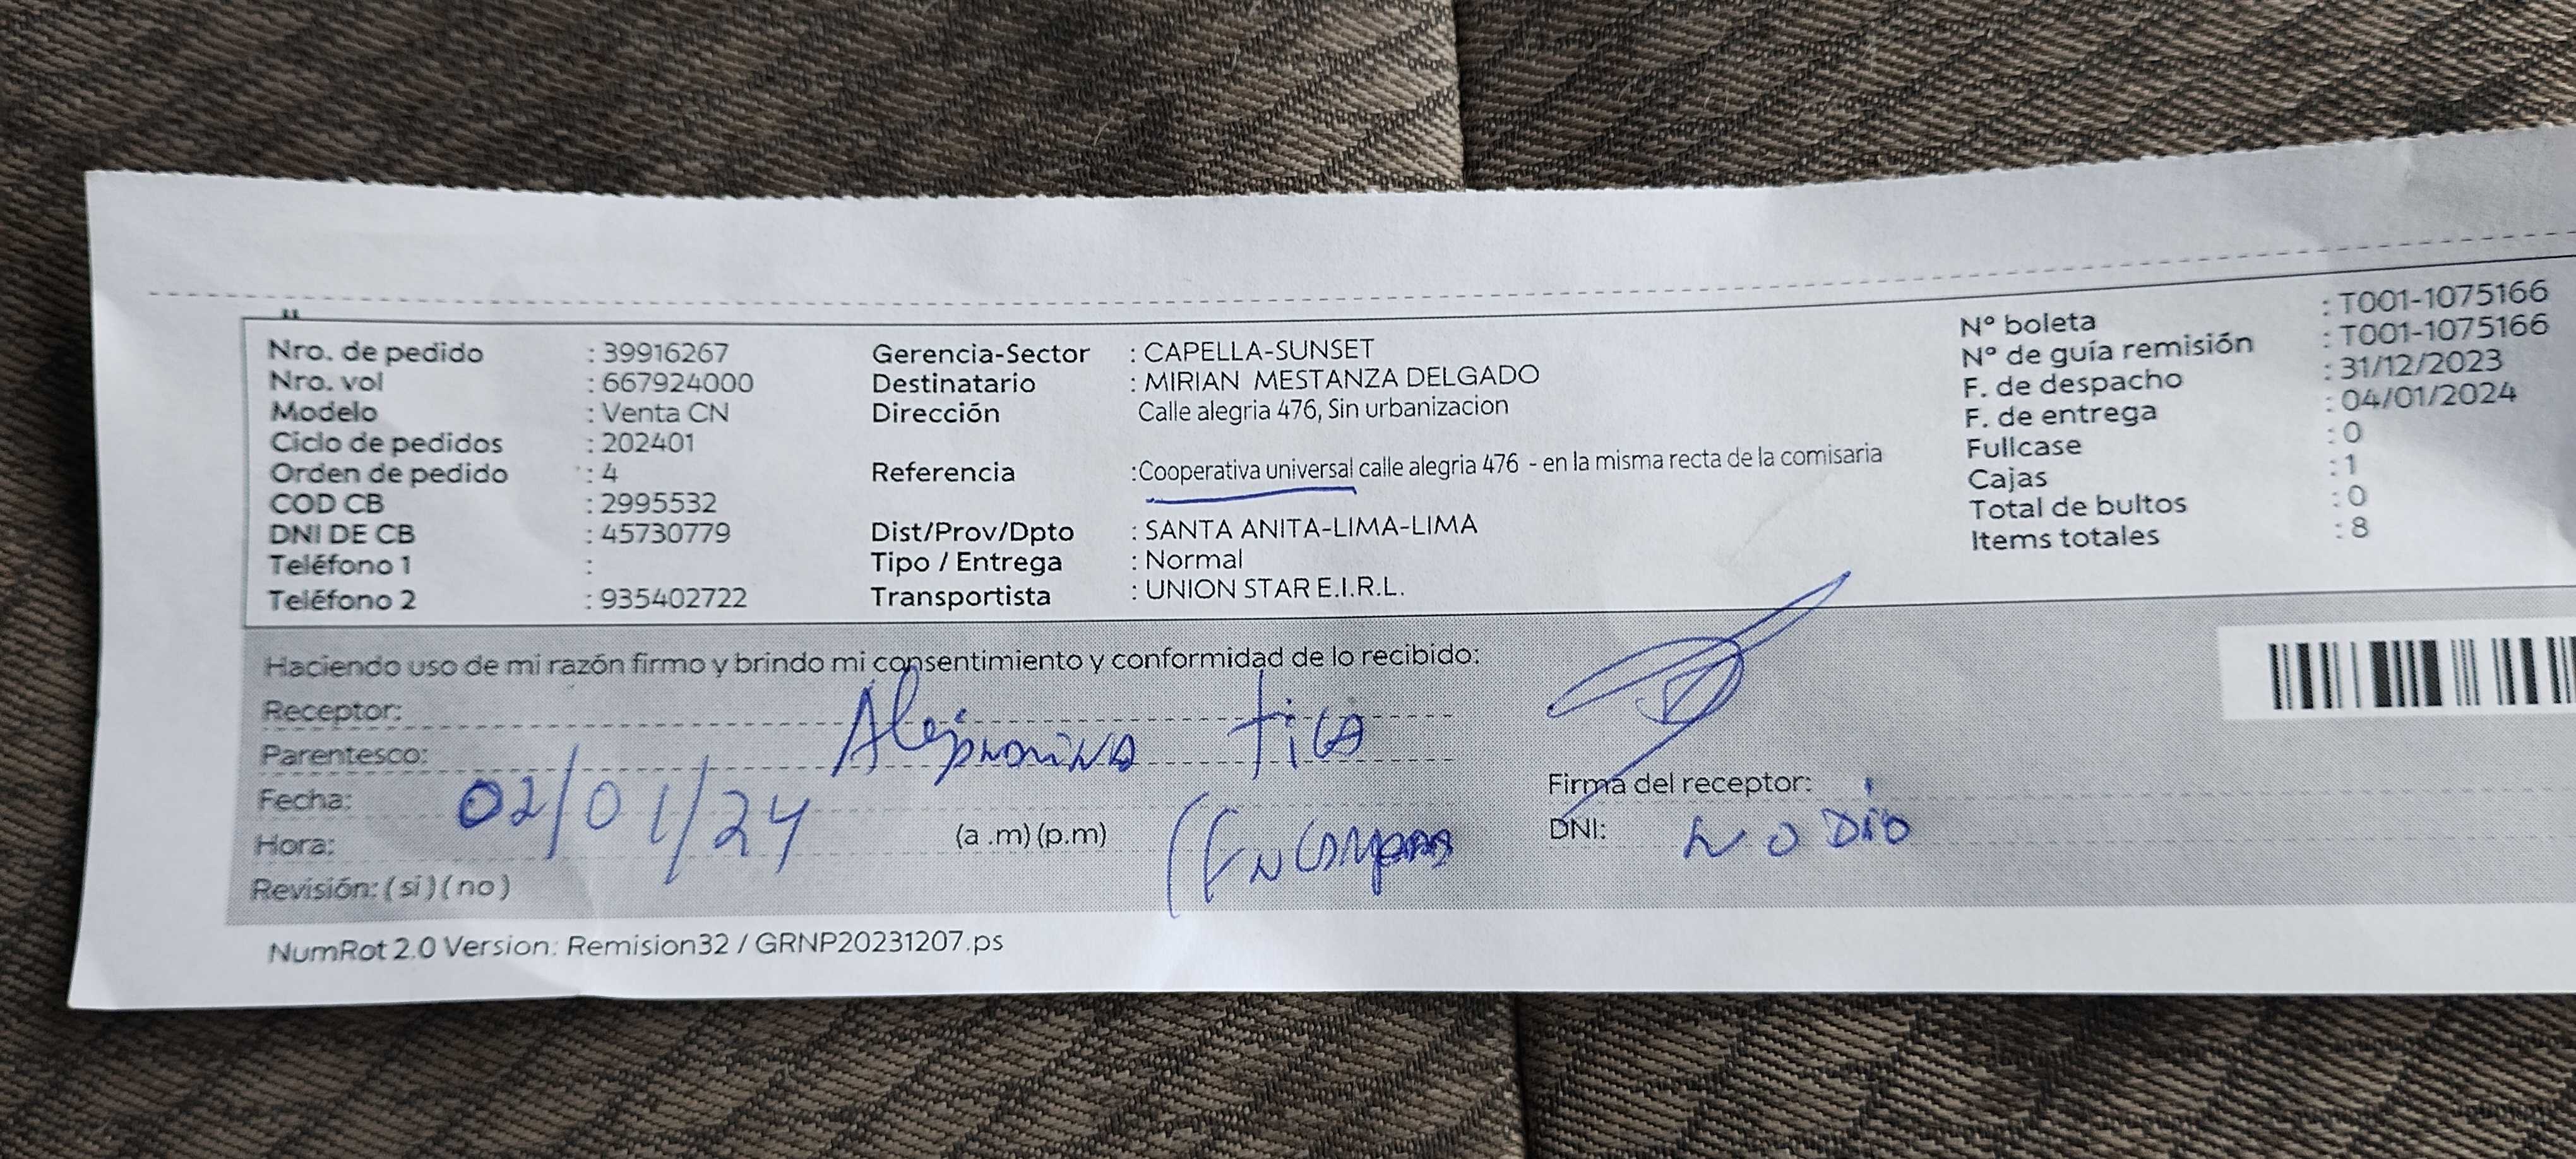 Nro. de pedido : 39916267
Nro. vol : 667924000
Modelo : Venta CN
Ciclo de pedidos : 202401
Orden de pedido : 4
COD CB : 2995532
DNI DE CB : 45730779
Teléfono 1 :
Teléfono 2 : 935402722
Gerencia-Sector : CAPELLA-SUNSET
Destinatario : MIRIAN MESTANZA DELGADO
Dirección Calle alegria 476, Sin urbanizacion
Referencia :Cooperativa universal calle alegria 476 - en la misma recta de la comisaria
Dist/Prov/Dpto : SANTA ANITA-LIMA-LIMA
Tipo / Entrega : Normal
Transportista : UNION STAR E.I.R.L.
N° boleta : T001-1075166
N° de guía remisión : T001-1075166
F. de despacho : 31/12/2023
F. de entrega : 04/01/2024
Fullcase : 0
Cajas : 1
Total de bultos : 0
Items totales : 8
Haciendo uso de mi razón firmo y brindo mi consentimiento y conformidad de lo recibido:
Receptor:
Parentesco:
Fecha: 02/01/24
Hora: (a .m) (p.m)
Revisión: ( si ) ( no )
Firma del receptor:
DNI: NO DIO
NumRot 2.0 Version: Remision32 / GRNP20231207.ps